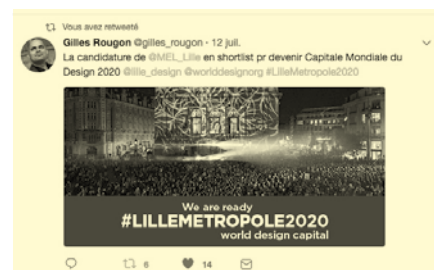 Vous avez retweeté
Gilles Rougon @gilles_rougon · 12 juil.
La candidature de @MEL_Lille en shortlist pr devenir Capitale Mondiale du
Design 2020 @lille_design @worlddesignorg #LilleMetropole2020
We are ready
#LILLEMETROPOLE2020
world design capital
6
14